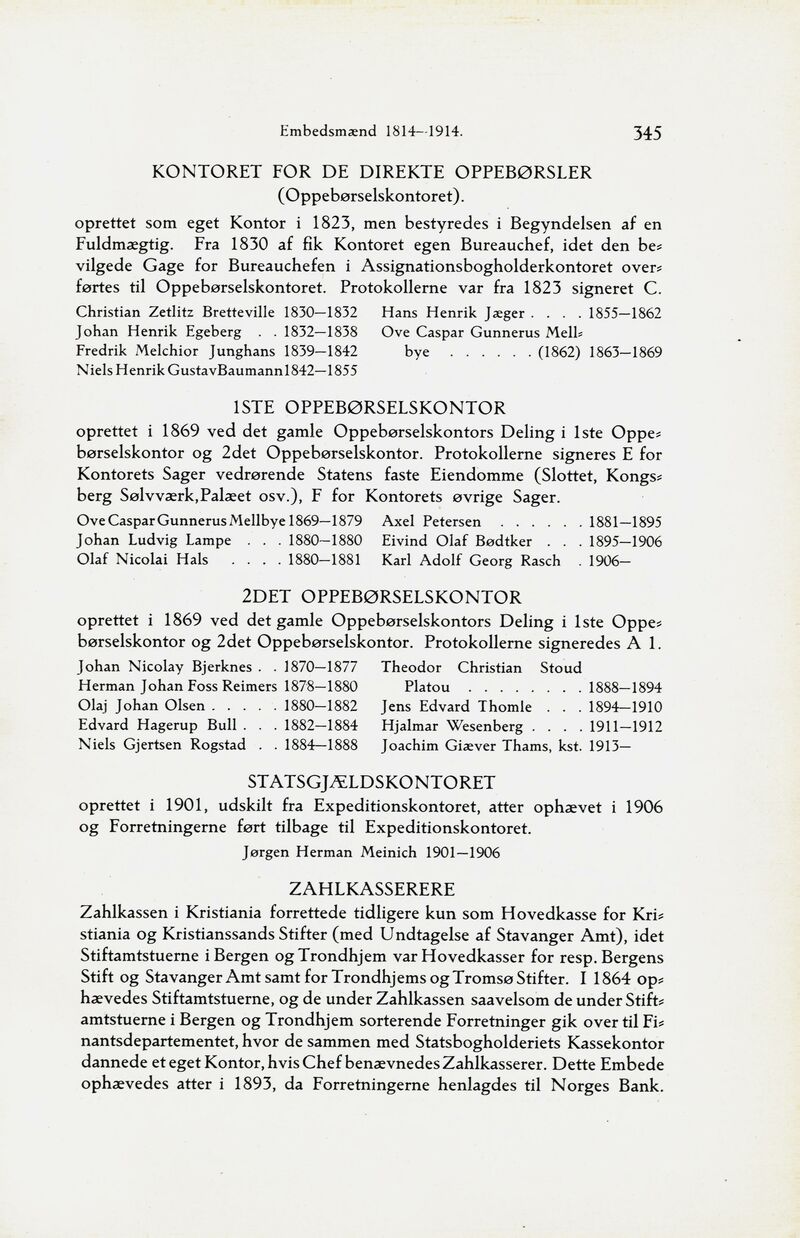 Embedsmænd 1814—1914. 345
KONTORET FOR DE DIREKTE OPPEBØRSLER
(Oppebørselskontoret).
oprettet som eget Kontor i 1823, men bestyredes i Begyndelsen af en
Fuldmægtig. Fra 1830 af fik Kontoret egen Bureauchef, idet den be⸗
vilgede Gage for Bureauchefen i Assignationsbogholderkontoret over⸗
førtes til Oppebørselskontoret. Protokollerne var fra 1823 signeret C.
Christian Zetlitz Bretteville 1830—1832
Johan Henrik Egeberg . . 1832—1838
Fredrik Melchior Junghans 1839—1842
Niels Henrik Gustav Baumann 1842—1855
Hans Henrik Jæger . . . . 1855—1862
Ove Caspar Gunnerus Mell⸗
bye . . . . . . (1862) 1863—1869
1STE OPPEBØRSELSKONTOR
oprettet i 1869 ved det gamle Oppebørselskontors Deling i 1ste Oppe⸗
børselskontor og 2det Oppebørselskontor. Protokollerne signeres E for
Kontorets Sager vedrørende Statens faste Eiendomme (Slottet, Kongs⸗
berg Sølvværk, Palæet osv.), F for Kontorets øvrige Sager.
Ove Caspar Gunnerus Mellbye 1869—1879
Johan Ludvig Lampe . . . 1880—1880
Olaf Nicolai Hals . . . . 1880—1881
Axel Petersen . . . . . . 1881—1895
Eivind Olaf Bødtker . . . 1895—1906
Karl Adolf Georg Rasch . 1906—
2DET OPPEBØRSELSKONTOR
oprettet i 1869 ved det gamle Oppebørselskontors Deling i 1ste Oppe⸗
børselskontor og 2det Oppebørselskontor. Protokollerne signeredes A 1.
Johan Nicolay Bjerknes . . 1870—1877
Herman Johan Foss Reimers 1878—1880
Olaj Johan Olsen . . . . . 1880—1882
Edvard Hagerup Bull . . . 1882—1884
Niels Gjertsen Rogstad . . 1884—1888
Theodor Christian Stoud
Platou . . . . . . . . 1888—1894
Jens Edvard Thomle . . . 1894—1910
Hjalmar Wesenberg . . . . 1911—1912
Joachim Giæver Thams, kst. 1913—
STATSGJÆLDSKONTORET
oprettet i 1901, udskilt fra Expeditionskontoret, atter ophævet i 1906
og Forretningerne ført tilbage til Expeditionskontoret.
Jørgen Herman Meinich 1901—1906
ZAHLKASSERERE
Zahlkassen i Kristiania forrettede tidligere kun som Hovedkasse for Kri⸗
stiania og Kristianssands Stifter (med Undtagelse af Stavanger Amt), idet
Stiftamtstuerne i Bergen og Trondhjem var Hovedkasser for resp. Bergens
Stift og Stavanger Amt samt for Trondhjems og Tromsø Stifter. I 1864 op⸗
hævedes Stiftamtstuerne, og de under Zahlkassen saavelsom de under Stift⸗
amtstuerne i Bergen og Trondhjem sorterende Forretninger gik over til Fi⸗
nantsdepartementet, hvor de sammen med Statsbogholderiets Kassekontor
dannede et eget Kontor, hvis Chef benævnedes Zahlkasserer. Dette Embede
ophævedes atter i 1893, da Forretningerne henlagdes til Norges Bank.